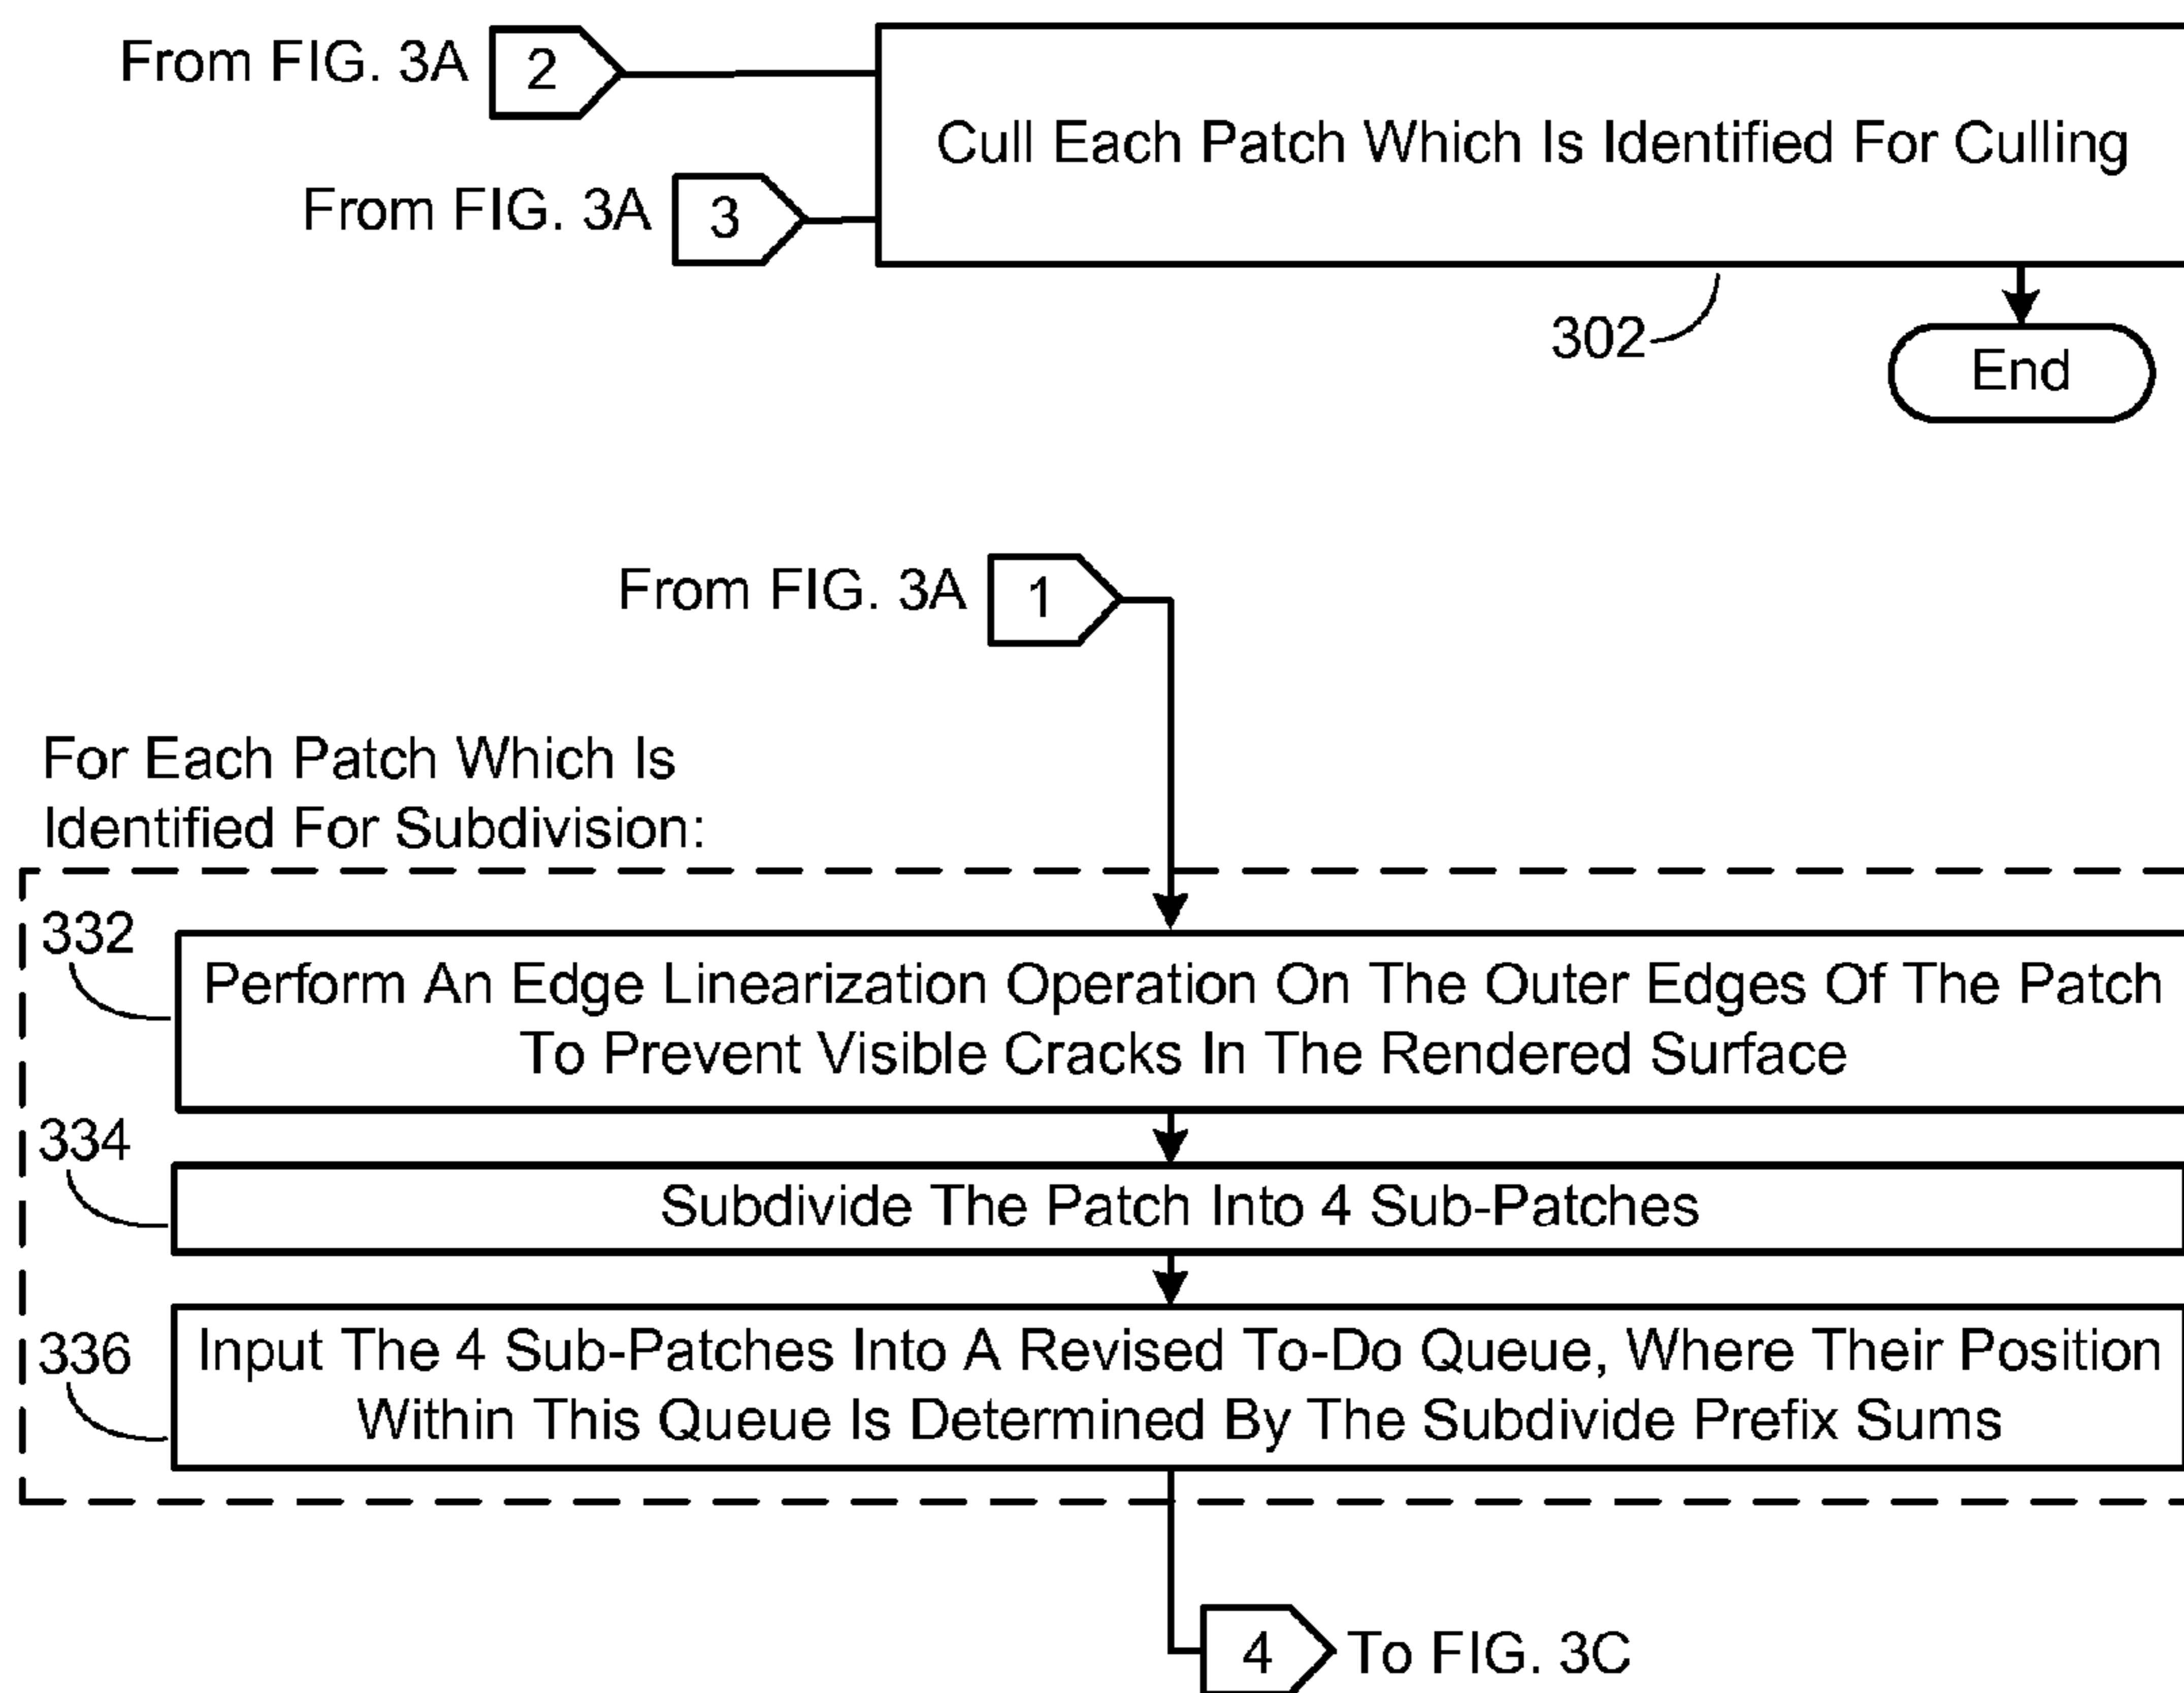 From FIG. 3A
2
Cull Each Patch Which Is Identified For Culling
From FIG. 3A
3
302
End
From FIG. 3A
1
For Each Patch Which Is
Identified For Subdivision:
332
Perform An Edge Linearization Operation On The Outer Edges Of The Patch
To Prevent Visible Cracks In The Rendered Surface
334
Subdivide The Patch Into 4 Sub-Patches
336
Input The 4 Sub-Patches Into A Revised To-Do Queue, Where Their Position
Within This Queue Is Determined By The Subdivide Prefix Sums
4
To FIG. 3C